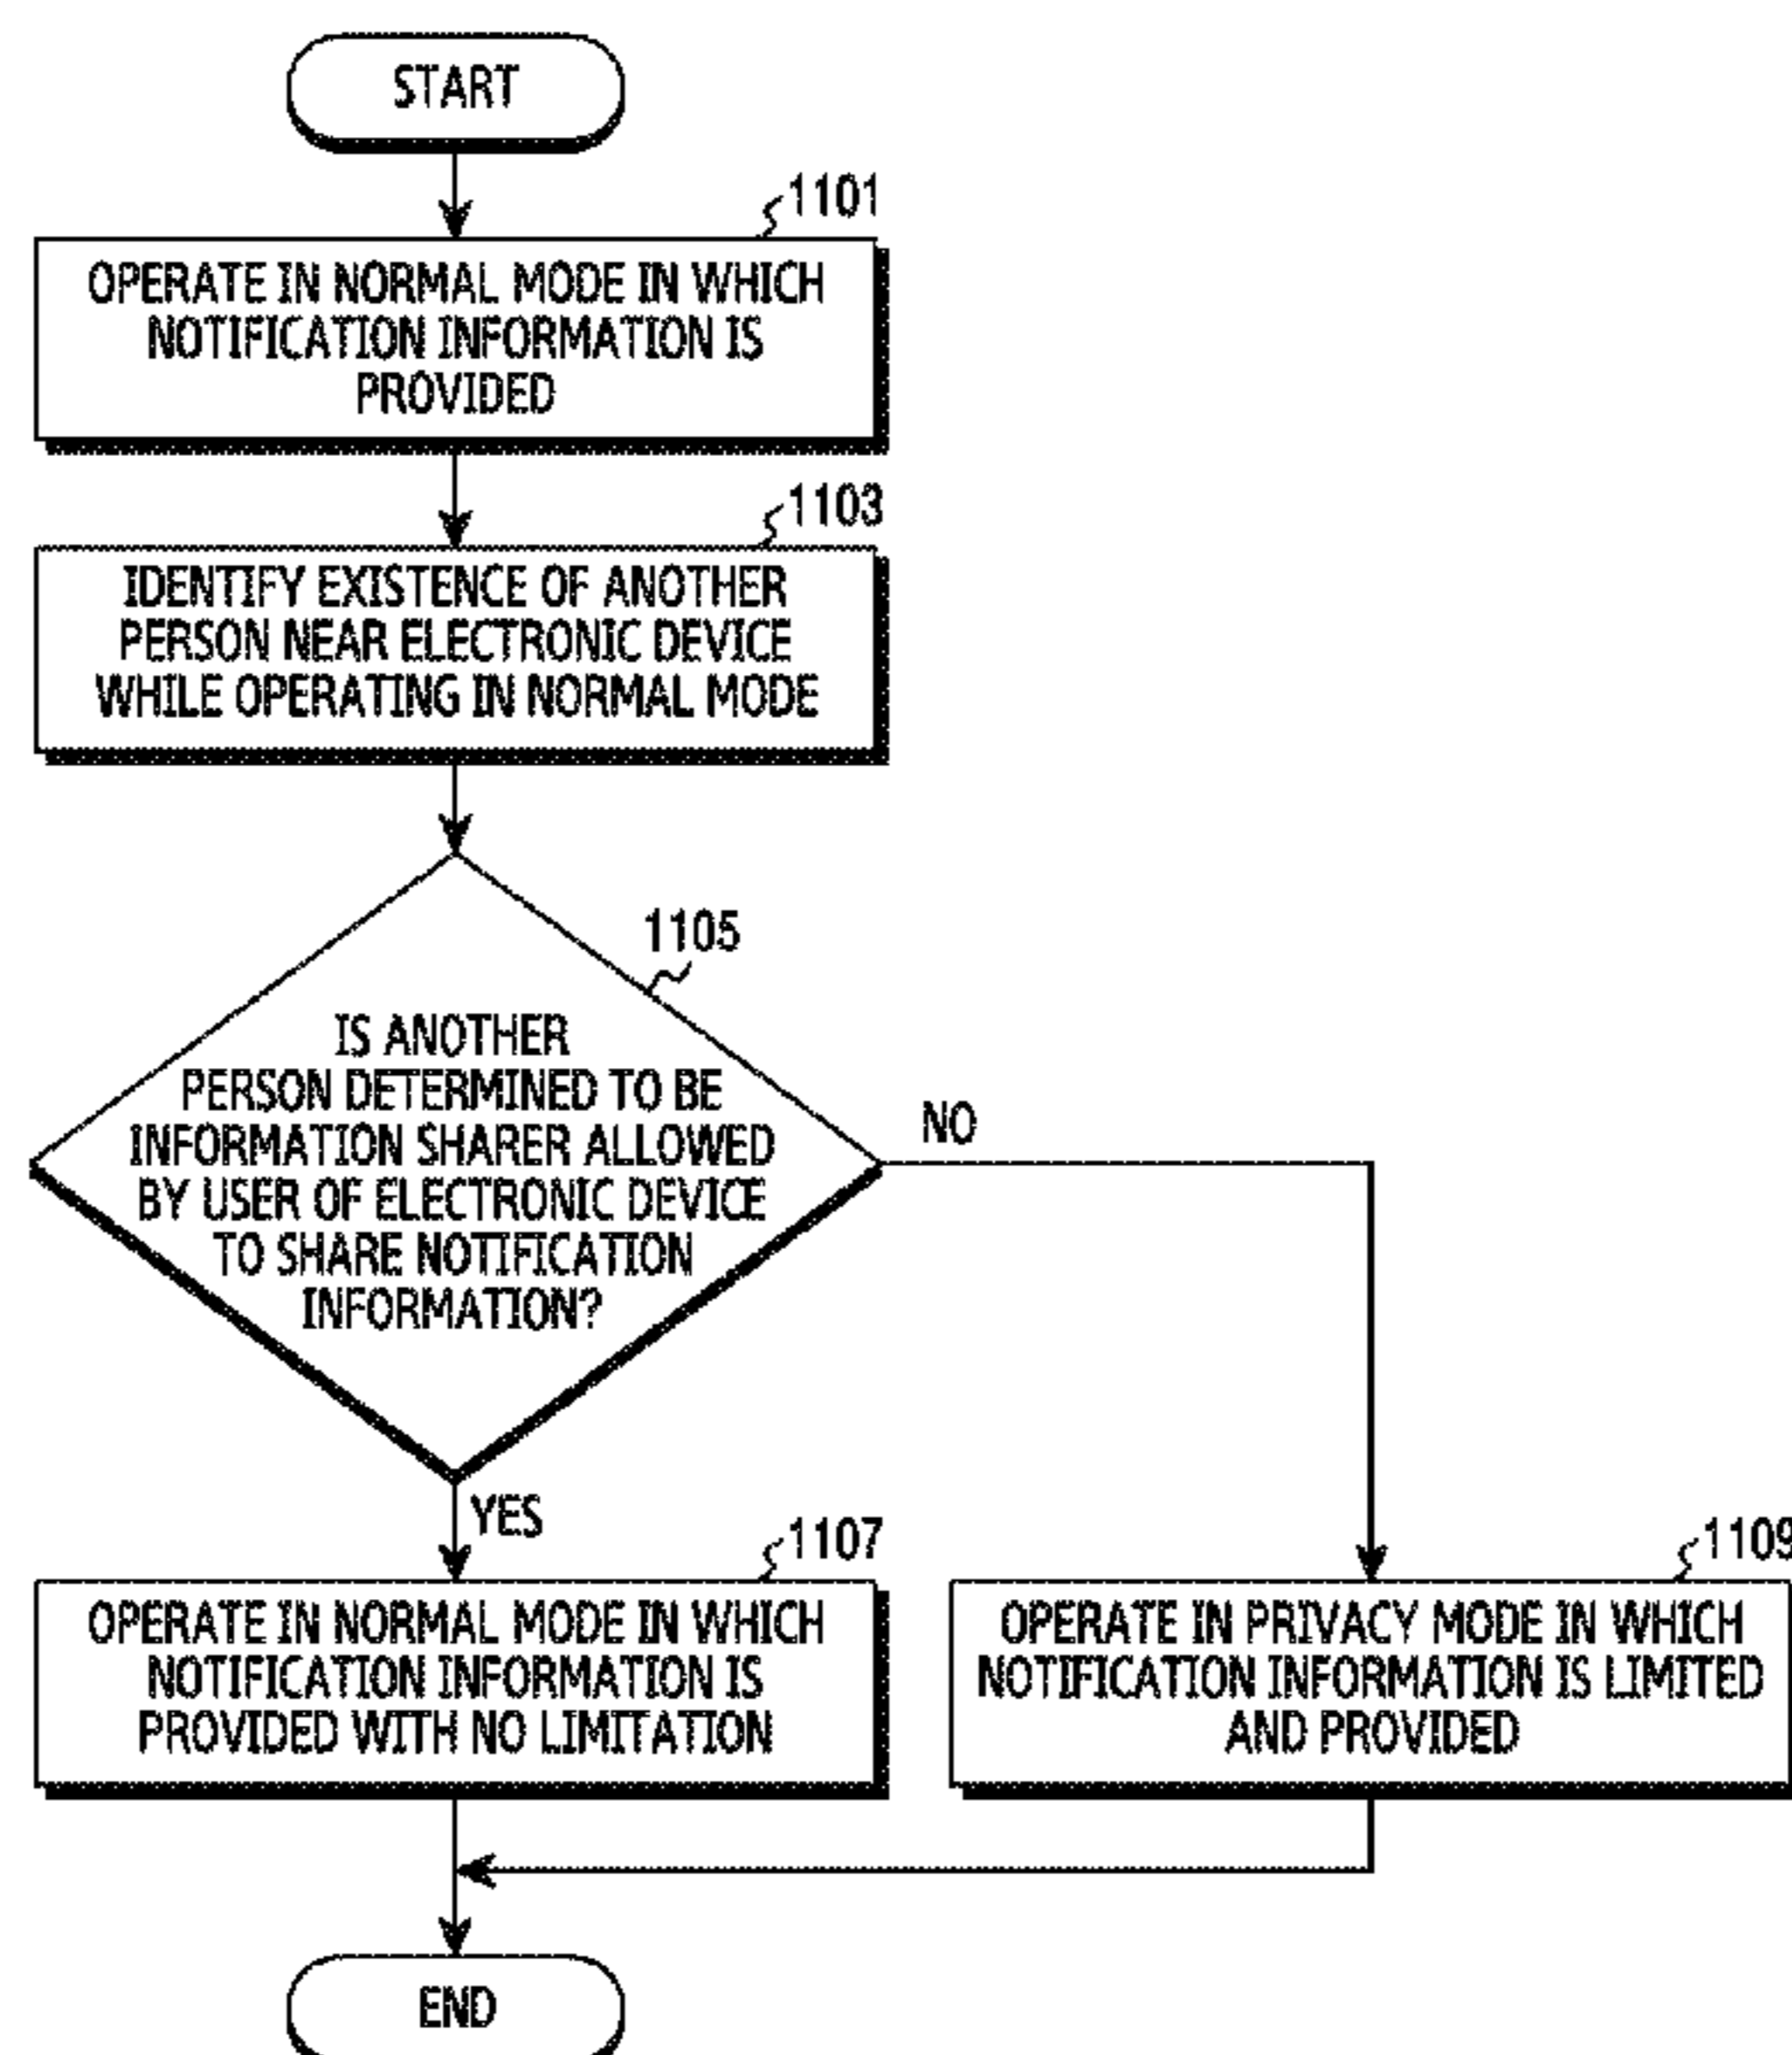 START
1101
OPERATE IN NORMAL MODE IN WHICH
NOTIFICATION INFORMATION IS
PROVIDED
1103
IDENTIFY EXISTENCE OF ANOTHER
PERSON NEAR ELECTRONIC DEVICE
WHILE OPERATING IN NORMAL MODE
1105
IS ANOTHER
PERSON DETERMINED TO BE
INFORMATION SHARER ALLOWED
BY USER OF ELECTRONIC DEVICE
TO SHARE NOTIFICATION
INFORMATION?
NO
YES
1107
OPERATE IN NORMAL MODE IN WHICH
NOTIFICATION INFORMATION IS
PROVIDED WITH NO LIMITATION
1109
OPERATE IN PRIVACY MODE IN WHICH
NOTIFICATION INFORMATION IS LIMITED
AND PROVIDED
END